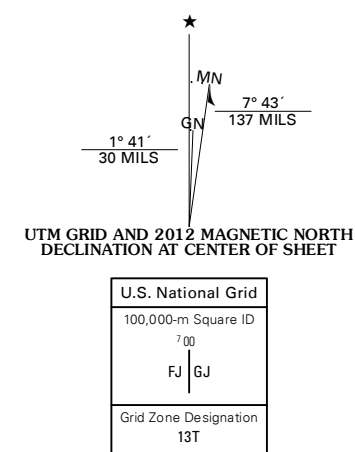 ★
MN
7° 43´
137 MILS
GN
1° 41´
30 MILS
UTM GRID AND 2012 MAGNETIC NORTH
DECLINATION AT CENTER OF SHEET
U.S. National Grid
100,000-m Square ID
7 00
FJ GJ
Grid Zone Designation
13T